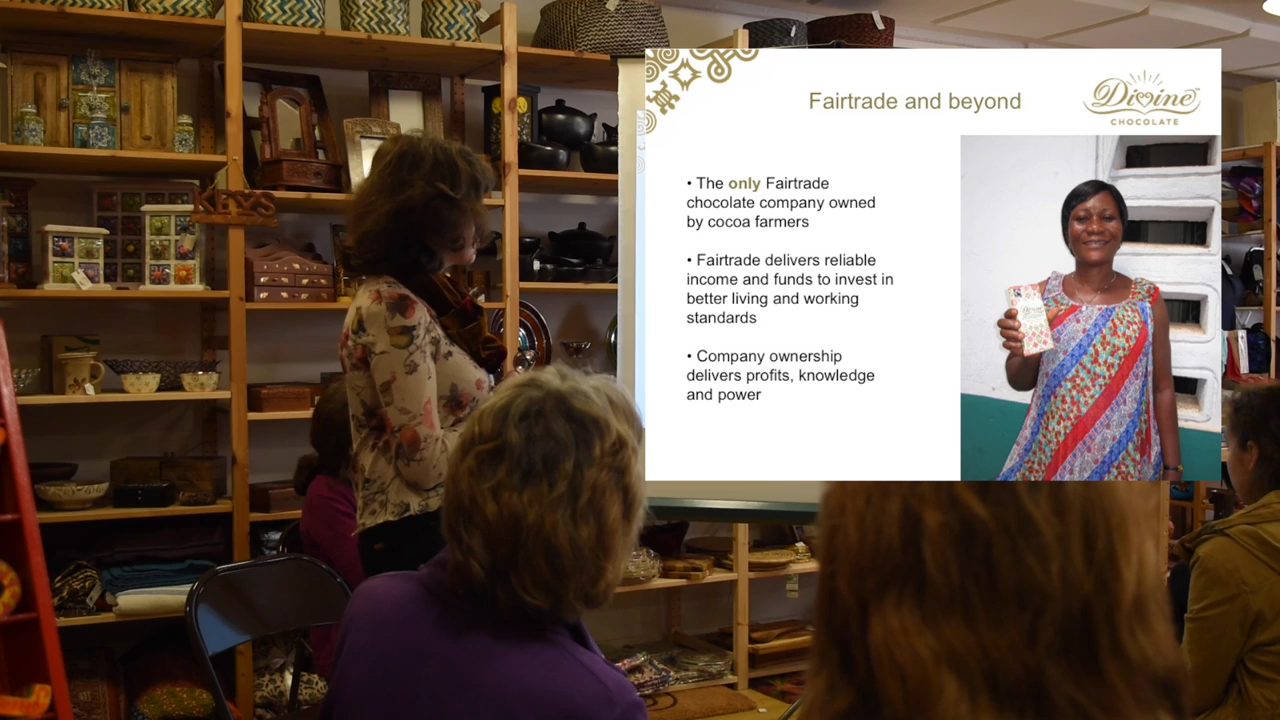 Fairtrade and beyond
Divine
CHOCOLATE
• The only Fairtrade
chocolate company owned
by cocoa farmers
• Fairtrade delivers reliable
income and funds to invest in
better living and working
standards
• Company ownership
delivers profits, knowledge
and power
KEYS